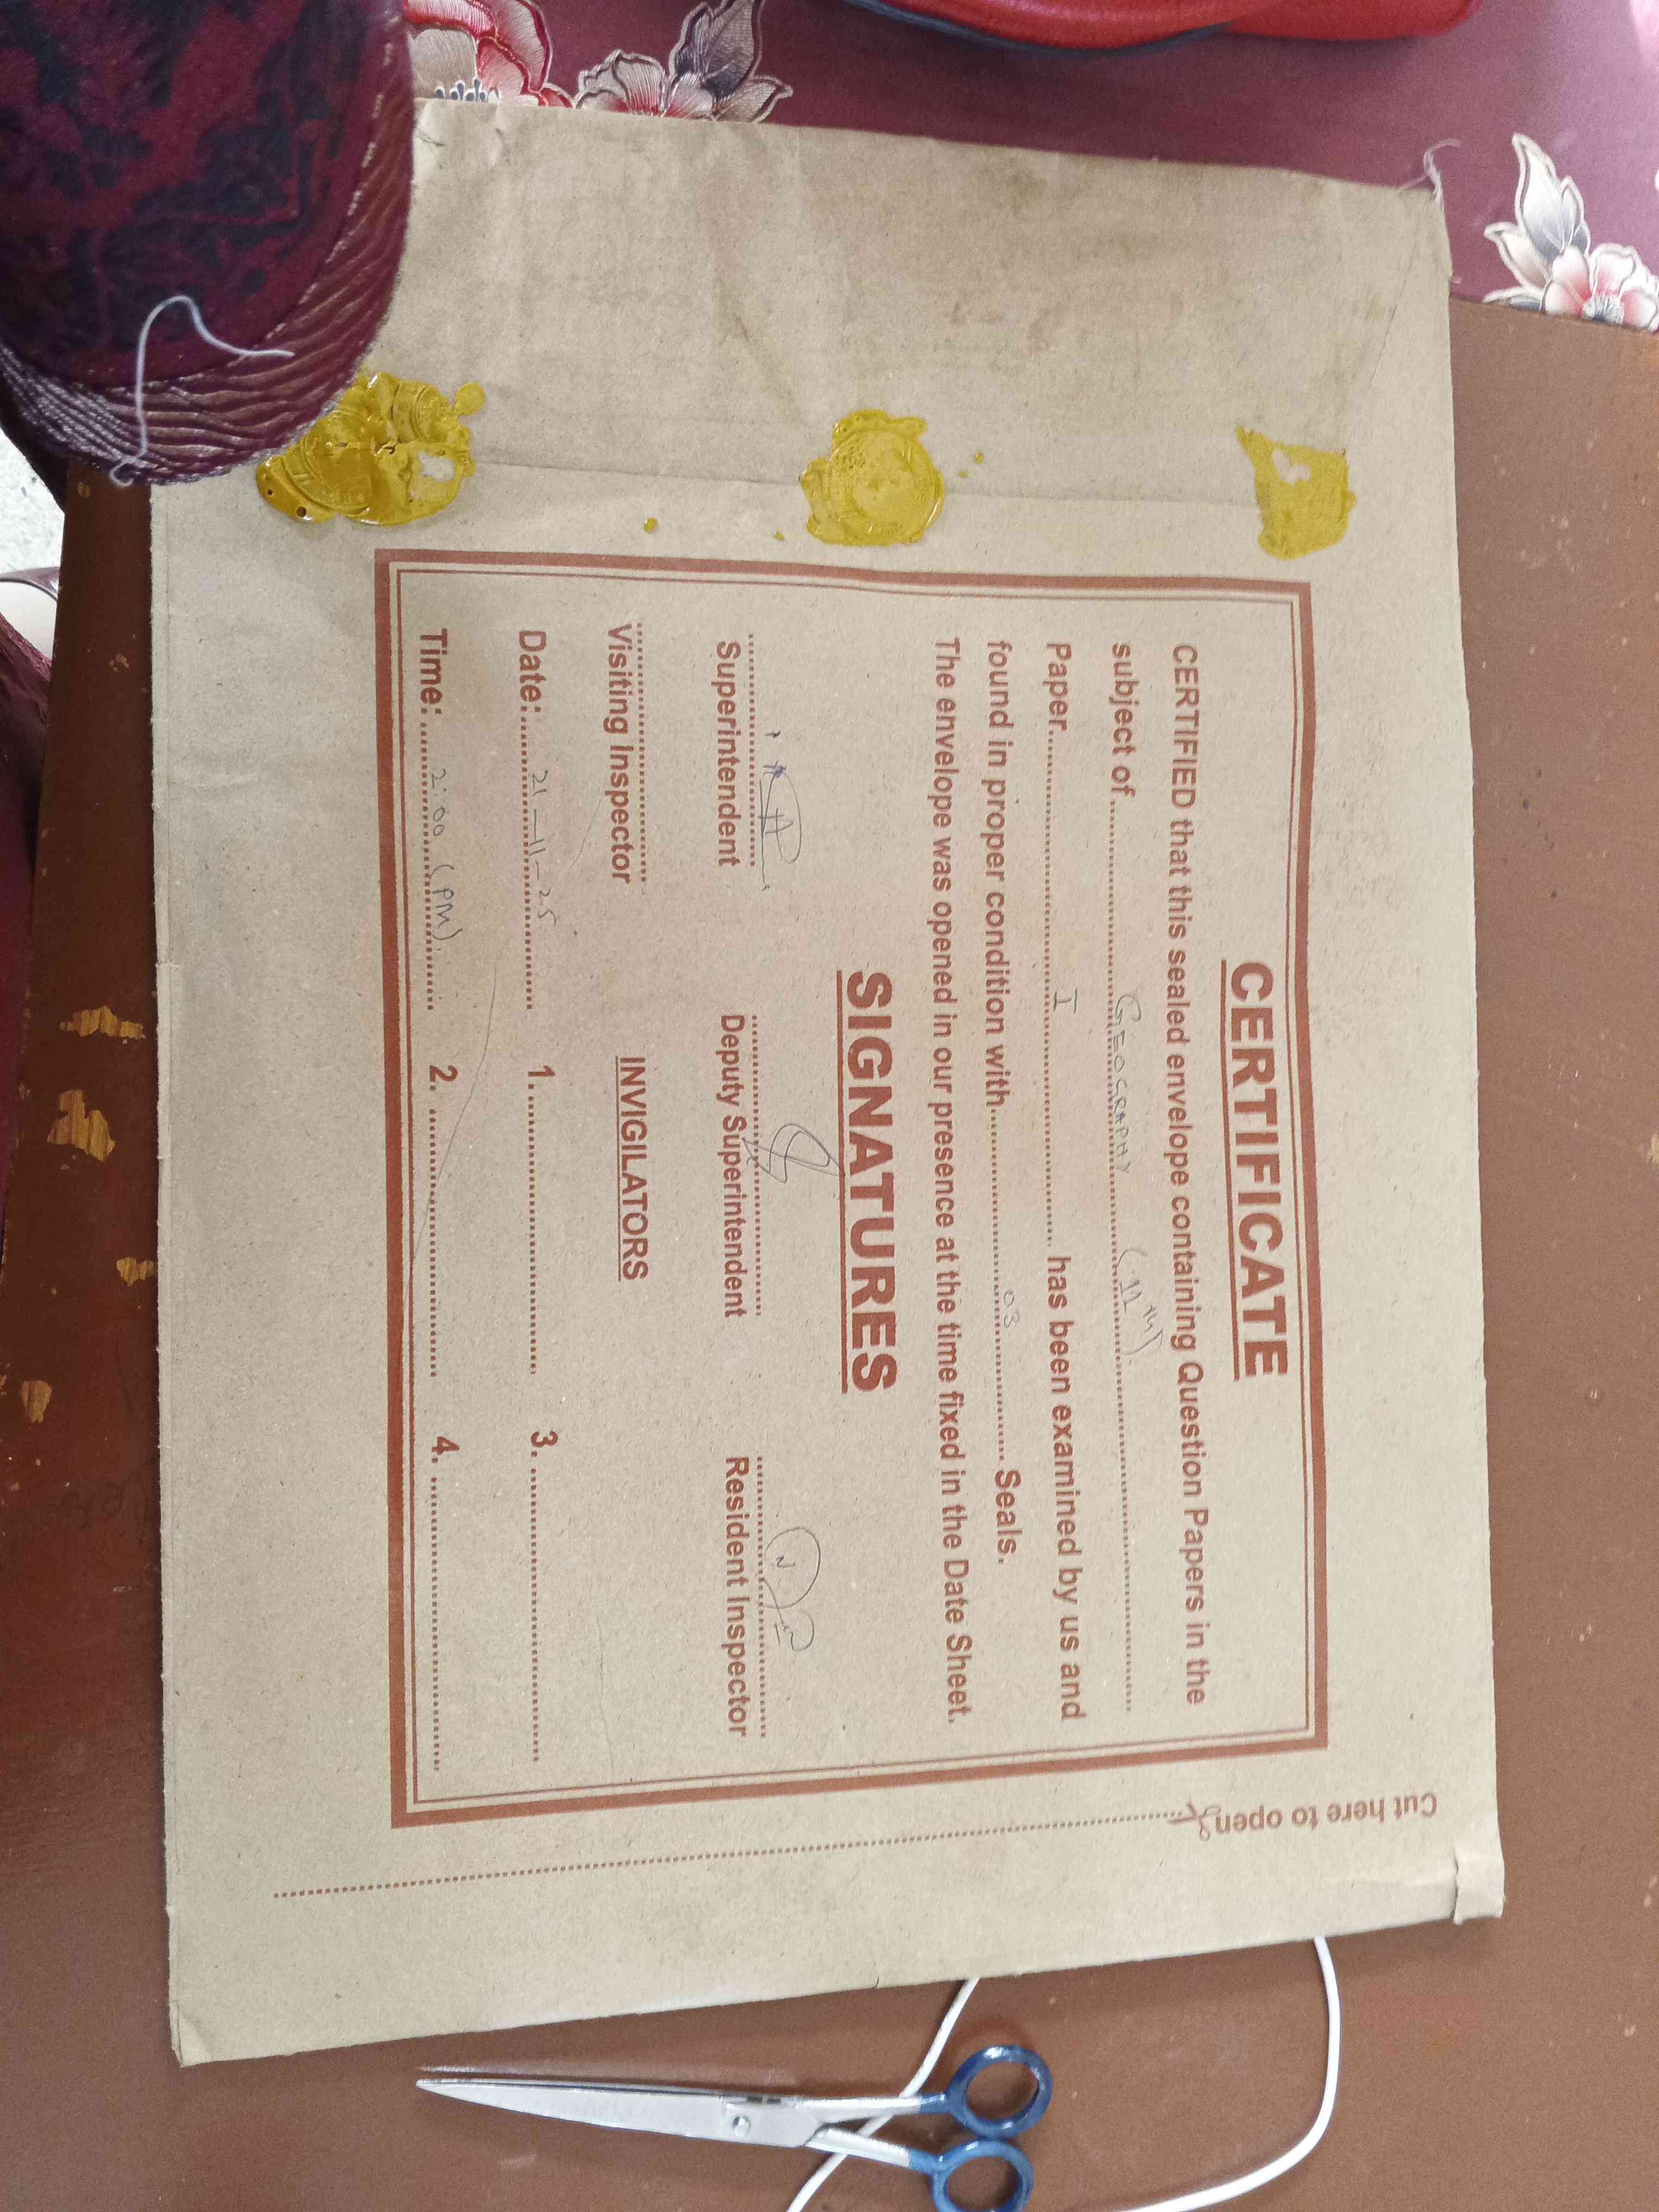 CERTIFICATE
CERTIFIED that this sealed envelope containing Question Papers in the
subject of.......... GEOGRAPHY (11th)..........
Paper.......... I .......... has been examined by us and
found in proper condition with.......... 03 .......... Seals.
The envelope was opened in our presence at the time fixed in the Date Sheet.
SIGNATURES
Superintendent Deputy Superintendent Resident Inspector
Visiting Inspector INVIGILATORS
Date:..... 21-11-25 ..... 1. .......... 3. ..........
Time:..... 2:00 (PM). ..... 2. .......... 4. ..........
Cut here to open